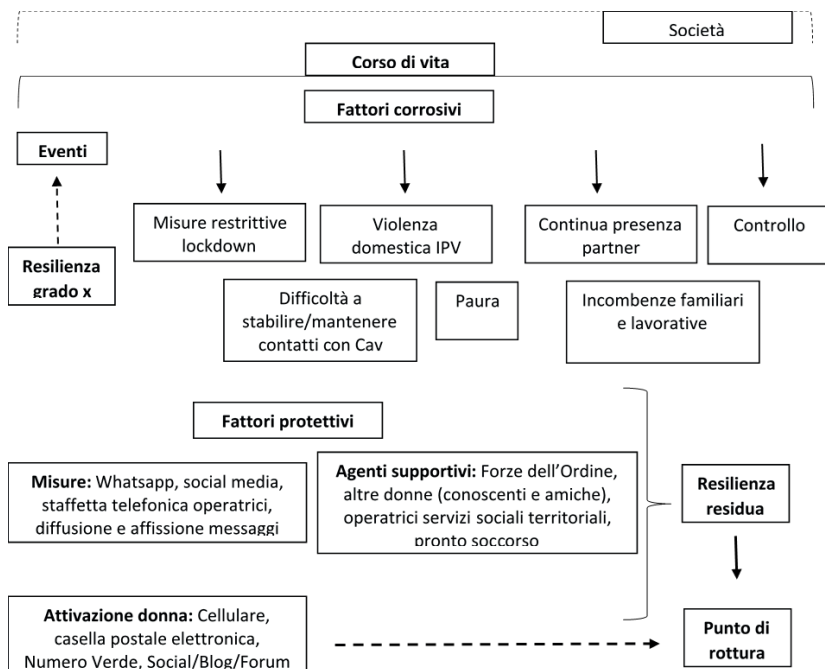 Società
Corso di vita
Fattori corrosivi
Eventi
Misure restrittive
lockdown
Violenza
domestica IPV
Continua presenza
partner
Controllo
Resilienza
grado x
Difficoltà a
stabilire/mantenere
contatti con Cav
Paura
Incombenze familiari
e lavorative
Fattori protettivi
Misure: Whatsapp, social media,
staffetta telefonica operatrici,
diffusione e affissione messaggi
Agenti supportivi: Forze dell’Ordine,
altre donne (conoscenti e amiche),
operatrici servizi sociali territoriali,
pronto soccorso
Resilienza
residua
Attivazione donna: Cellulare,
casella postale elettronica,
Numero Verde, Social/Blog/Forum
Punto di
rottura